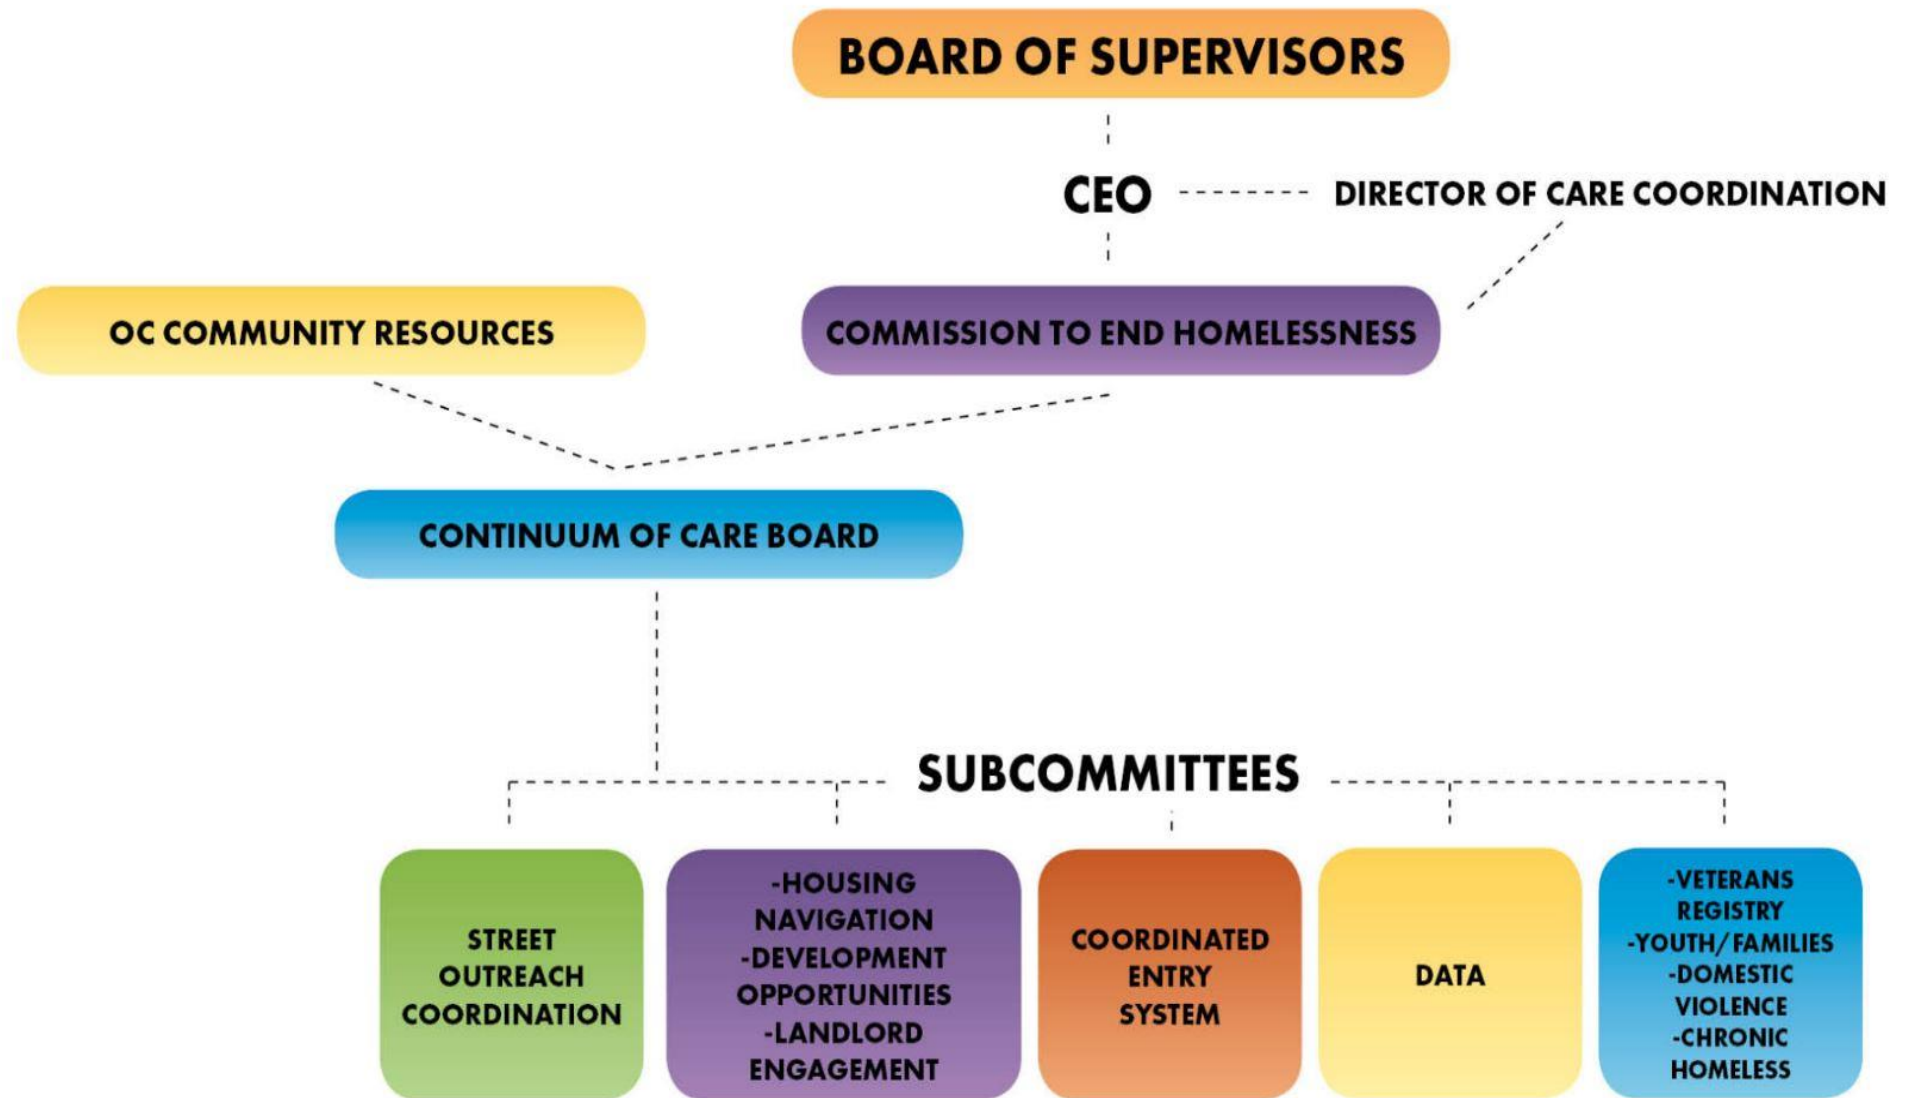 BOARD OF SUPERVISORS
CEO
DIRECTOR OF CARE COORDINATION
OC COMMUNITY RESOURCES
COMMISSION TO END HOMELESSNESS
CONTINUUM OF CARE BOARD
SUBCOMMITTEES
STREET
OUTREACH
COORDINATION
-HOUSING
NAVIGATION
-DEVELOPMENT
OPPORTUNITIES
-LANDLORD
ENGAGEMENT
COORDINATED
ENTRY
SYSTEM
DATA
-VETERANS
REGISTRY
-YOUTH/FAMILIES
-DOMESTIC
VIOLENCE
-CHRONIC
HOMELESS